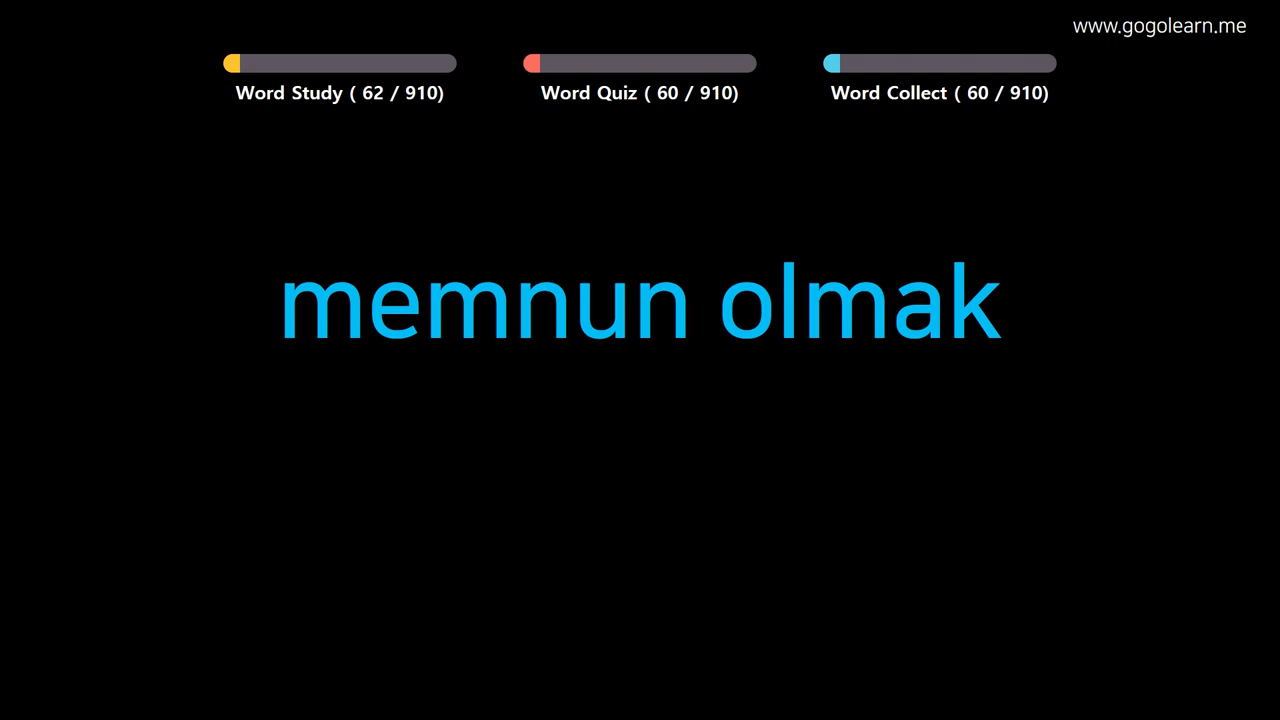 www.gogolearn.me
Word Study ( 62 / 910)
Word Quiz ( 60 / 910)
Word Collect ( 60 / 910)
memnun olmak